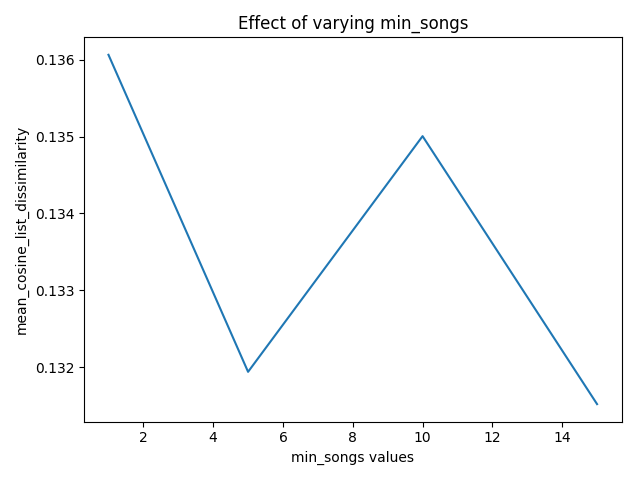 Effect of varying min_songs
0.136
0.135
0.134
0.133
0.132
mean_cosine_list_dissimilarity
2 4 6 8 10 12 14
min_songs values